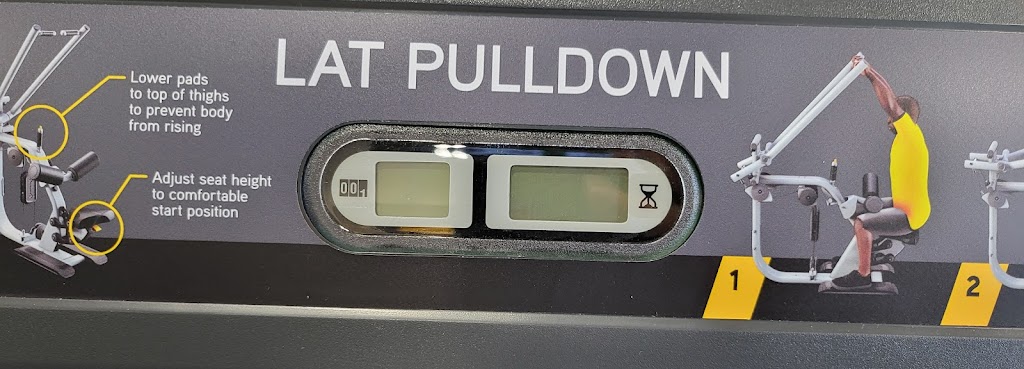 LAT PULLDOWN
Lower pads
to top of thighs
to prevent body
from rising
Adjust seat height
to comfortable
start position
001
1
2